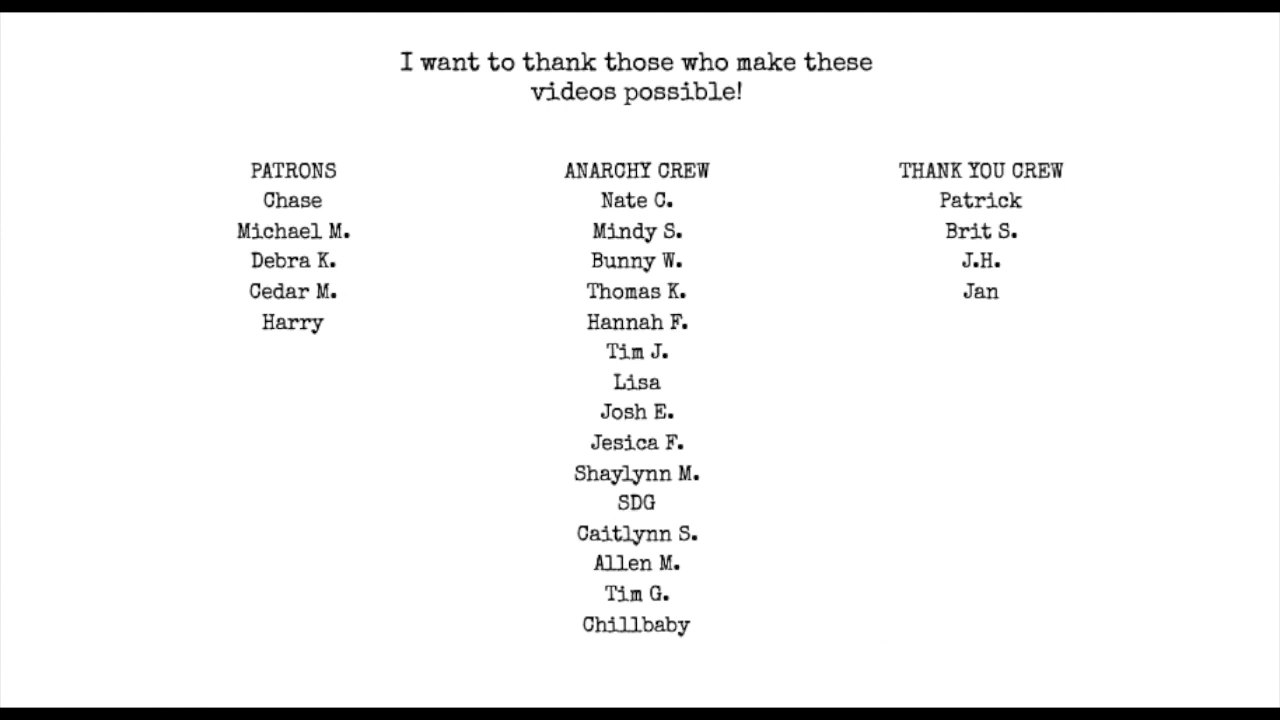 I want to thank those who make these
videos possible!
PATRONS
Chase
Michael M.
Debra K.
Cedar M.
Harry
ANARCHY CREW
Nate C.
Mindy S.
Bunny W.
Thomas K.
Hannah F.
Tim J.
Lisa
Josh E.
Jesica F.
Shaylynn M.
SDG
Caitlynn S.
Allen M.
Tim G.
Chillbaby
THANK YOU CREW
Patrick
Brit S.
J.H.
Jan